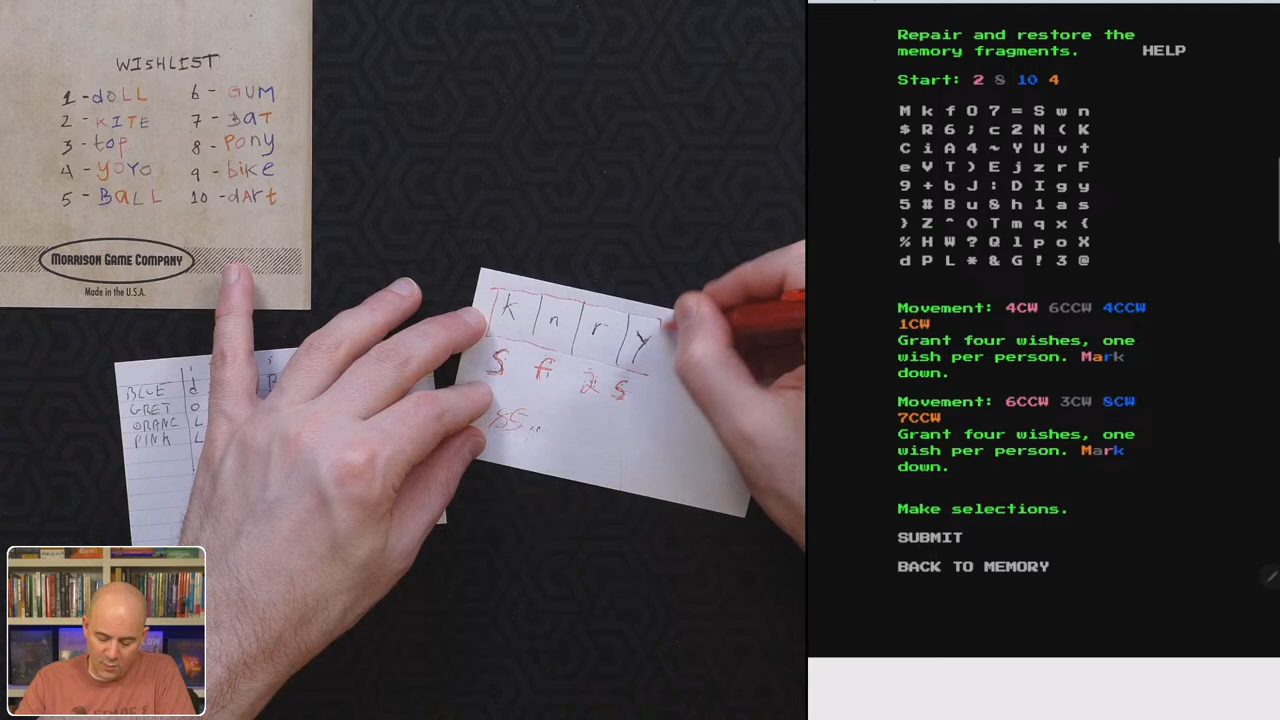 WISHLIST
1 - doLL
2 - KITE
3 - top
4 - yoyo
5 - BaLL
6 - GUM
7 - BaT
8 - Pony
9 - biKe
10 - dArt
MORRISON GAME COMPANY
Made in the U.S.A.
BLUE d
GREY O
ORANG L
PINK L
k n r y
S f 2 S
Repair and restore the
memory fragments.
HELP
Start: 2 8 10 4
M k f O 7 = S w n
$ R 6 ; c 2 N ( K
C i A 4 ~ Y U v t
e V T ) E j z r F
9 + b J : D I g y
5 # B u 8 h 1 a s
} Z ^ 0 T m q x {
% H W ? Q l p o X
d P L * & G ! 3 @
Movement: 4CW 6CCW 4CCW
1CW
Grant four wishes, one
wish per person. Mark
down.
Movement: 6CCW 3CW 8CW
7CCW
Grant four wishes, one
wish per person. Mark
down.
Make selections.
SUBMIT
BACK TO MEMORY